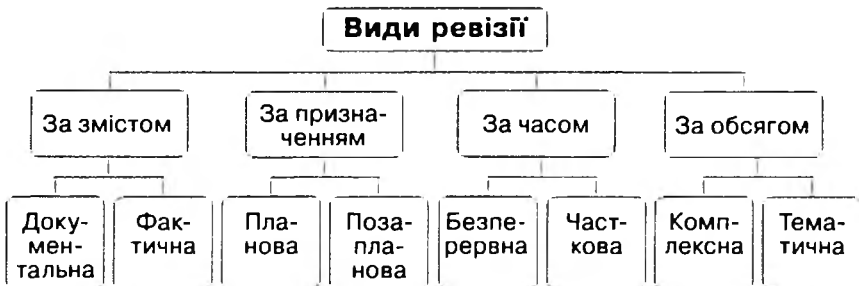 Види ревізії
За змістом
За призна-
ченням
За часом
За обсягом
Доку-
мен-
тальна
Фак-
тична
Пла-
нова
Поза-
пла-
нова
Безпе-
рервна
Част-
кова
Комп-
лексна
Тема-
тична